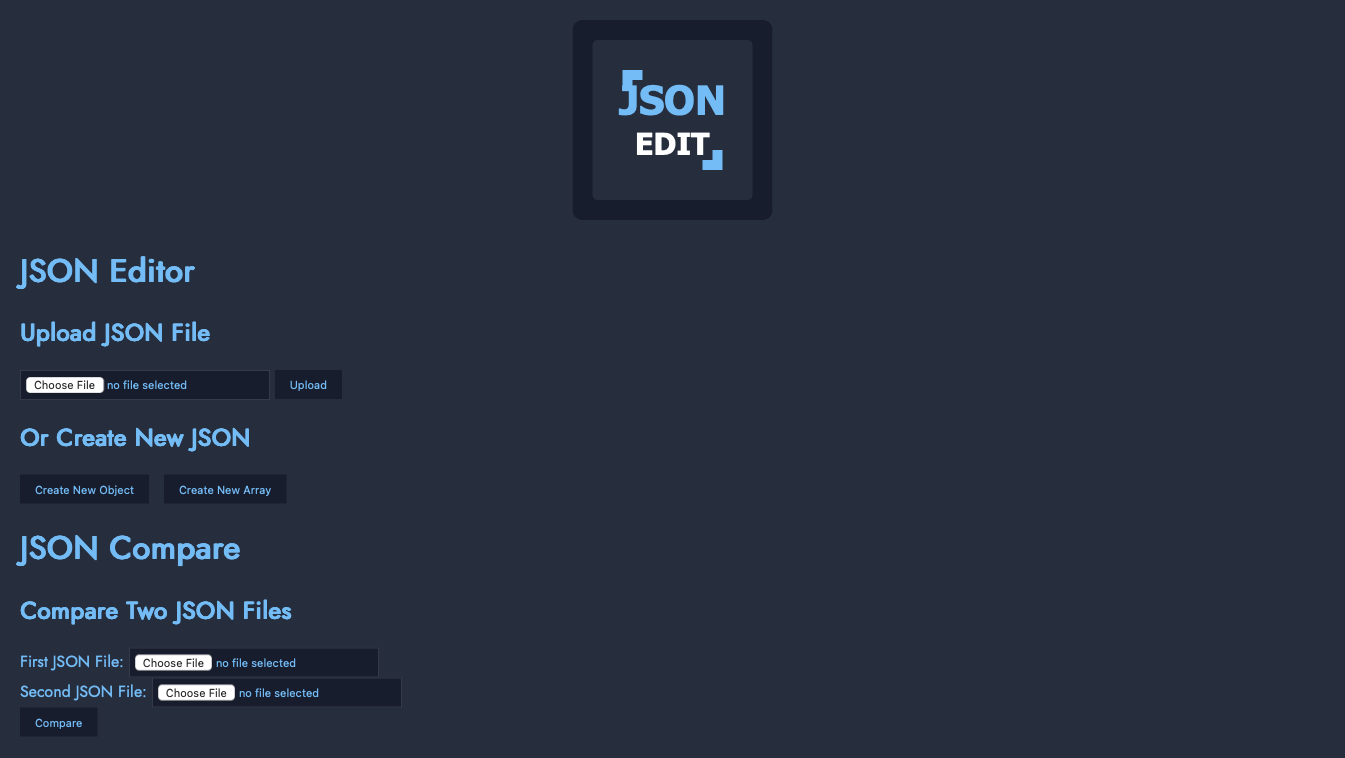 JSON
EDIT
JSON Editor
Upload JSON File
Choose File no file selected Upload
Or Create New JSON
Create New Object Create New Array
JSON Compare
Compare Two JSON Files
First JSON File: Choose File no file selected
Second JSON File: Choose File no file selected
Compare